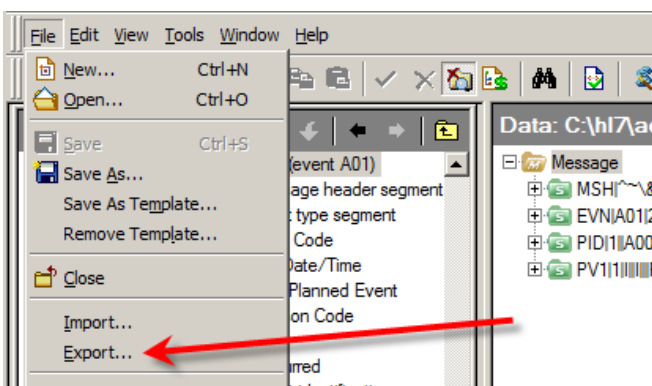 File Edit View Tools Window Help
New... Ctrl+N
Open... Ctrl+O
Save Ctrl+S
Save As...
Save As Template...
Remove Template...
Close
Import...
Export...
(event A01)
age header segment
type segment
Code
Date/Time
Planned Event
on Code
urred
Data: C:\hl7\a
Message
MSH|^~\&
EVN|A01|2
PID|1||A00
PV1|1||||||